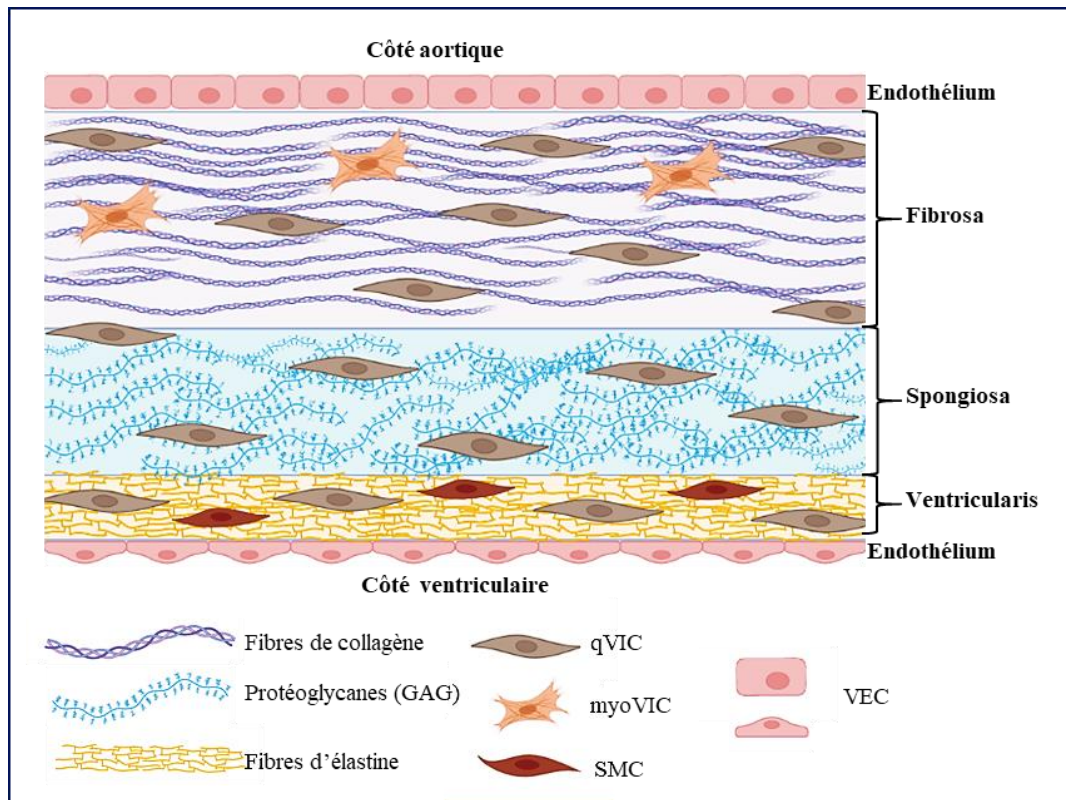 Côté aortique
Endothélium
Fibrosa
Spongiosa
Ventricularis
Endothélium
Côté ventriculaire
Fibres de collagène
qVIC
Protéoglycanes (GAG)
myoVIC
VEC
Fibres d’élastine
SMC